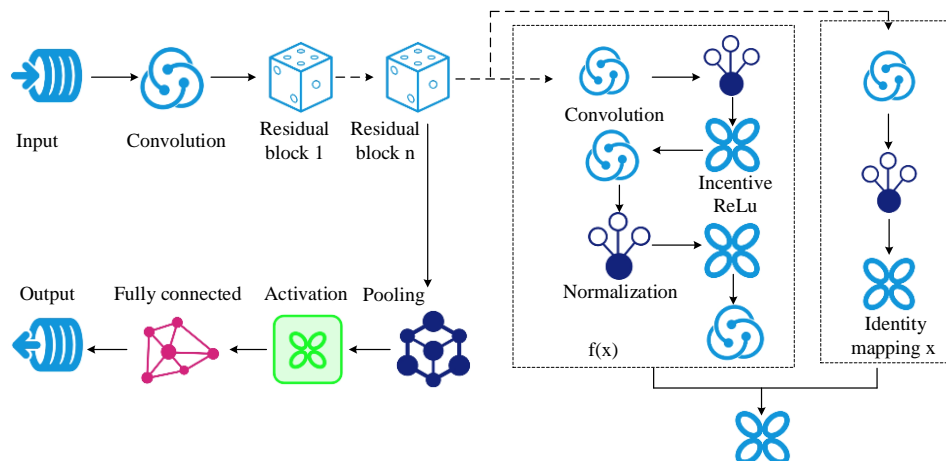 Input
Convolution
Residual
block 1
Residual
block n
Convolution
Incentive
ReLu
Normalization
f(x)
Identity
mapping x
Output
Fully connected
Activation
Pooling